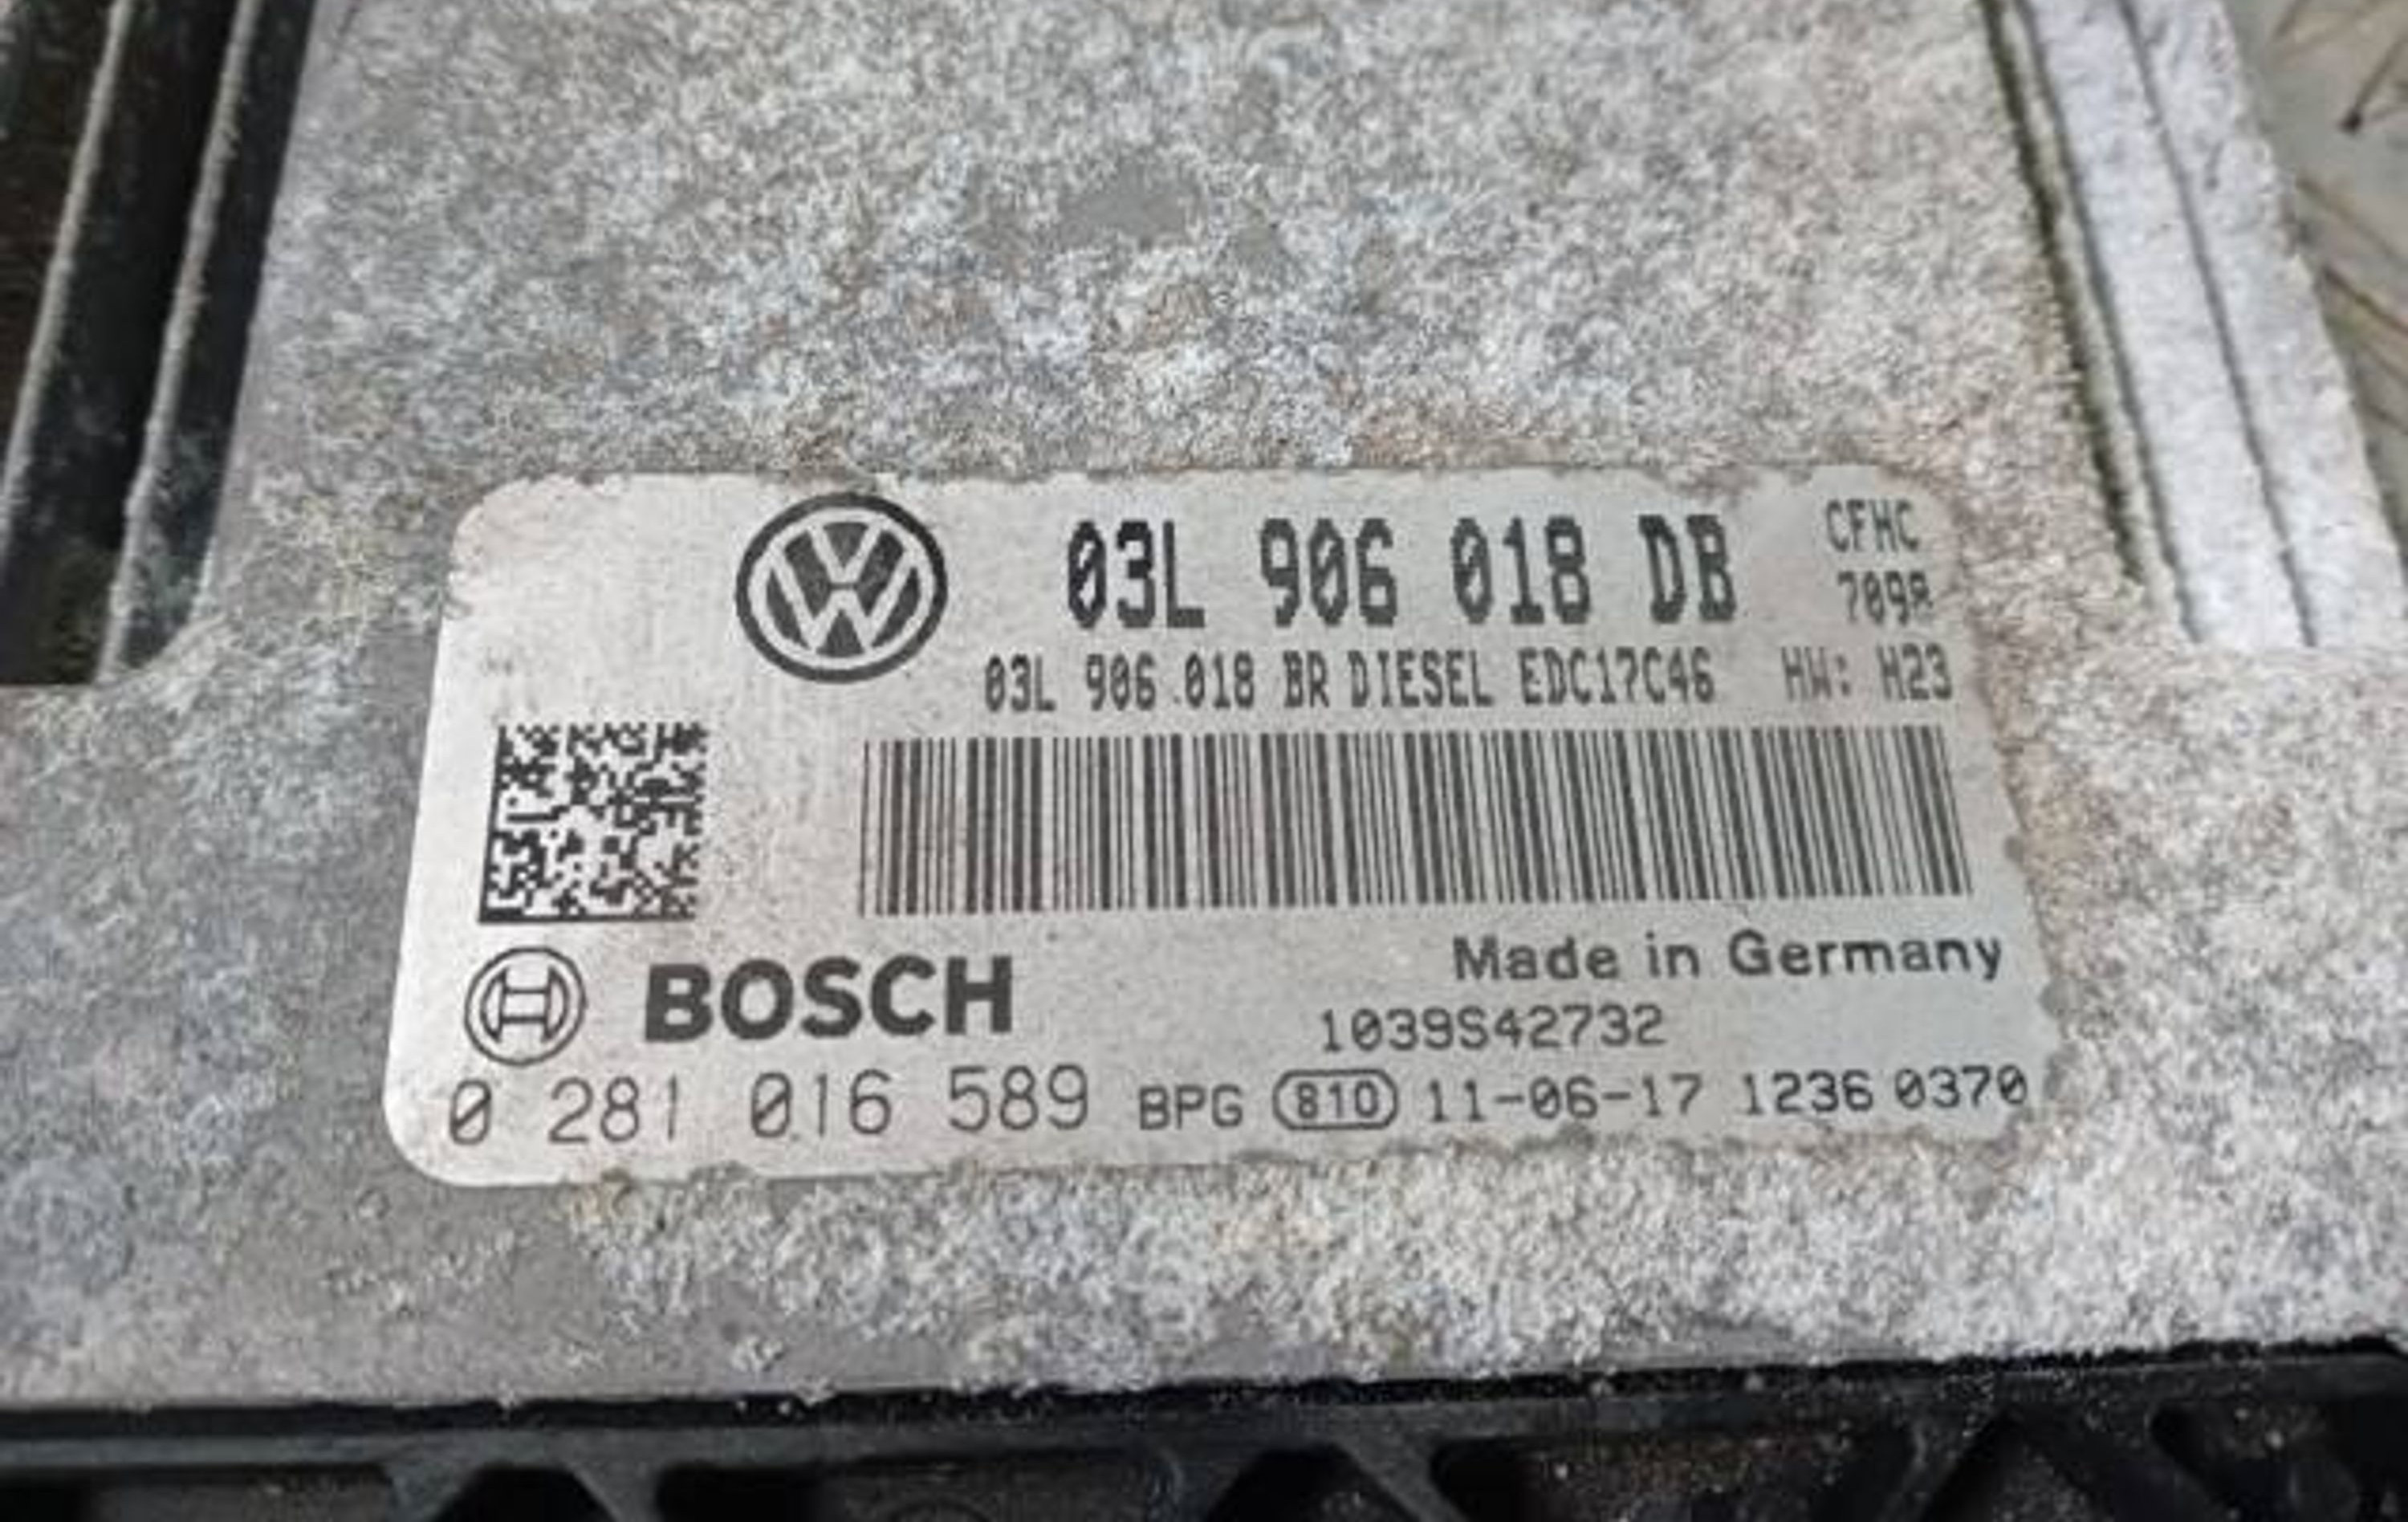 03L 906 018 DB
CFHC
03L 906 018 BR DIESEL EDC17C46 HW: H23
BOSCH
Made in Germany
1039S42732
0 281 016 589 BPG 810 11-06-17 1236 0370